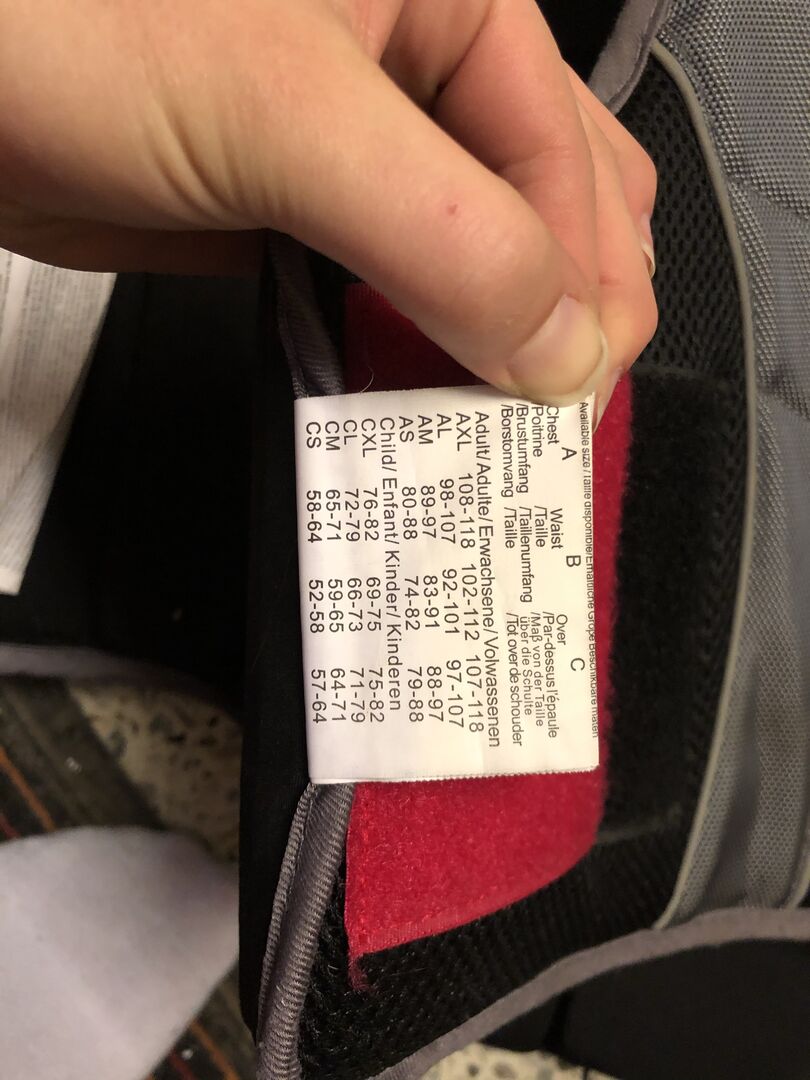 Available size / Taille disponible/Erhältliche Größe Beschikbare maten
A B C
Chest Waist Over
/Poitrine /Taille /Par-dessus l'épaule
/Brustumfang /Taillenumfang /Maß von der Taille über die Schulte
/Borstomvang /Taille /Tot over de schouder
Adult/Adulte/Erwachsene/Volwassenen
AXL 108-118 102-112 107-118
AL 98-107 92-101 97-107
AM 89-97 83-91 88-97
AS 80-88 74-82 79-88
Child/ Enfant/ Kinder/ Kinderen
CXL 76-82 69-75 75-82
CL 72-79 66-73 71-79
CM 65-71 59-65 64-71
CS 58-64 52-58 57-64